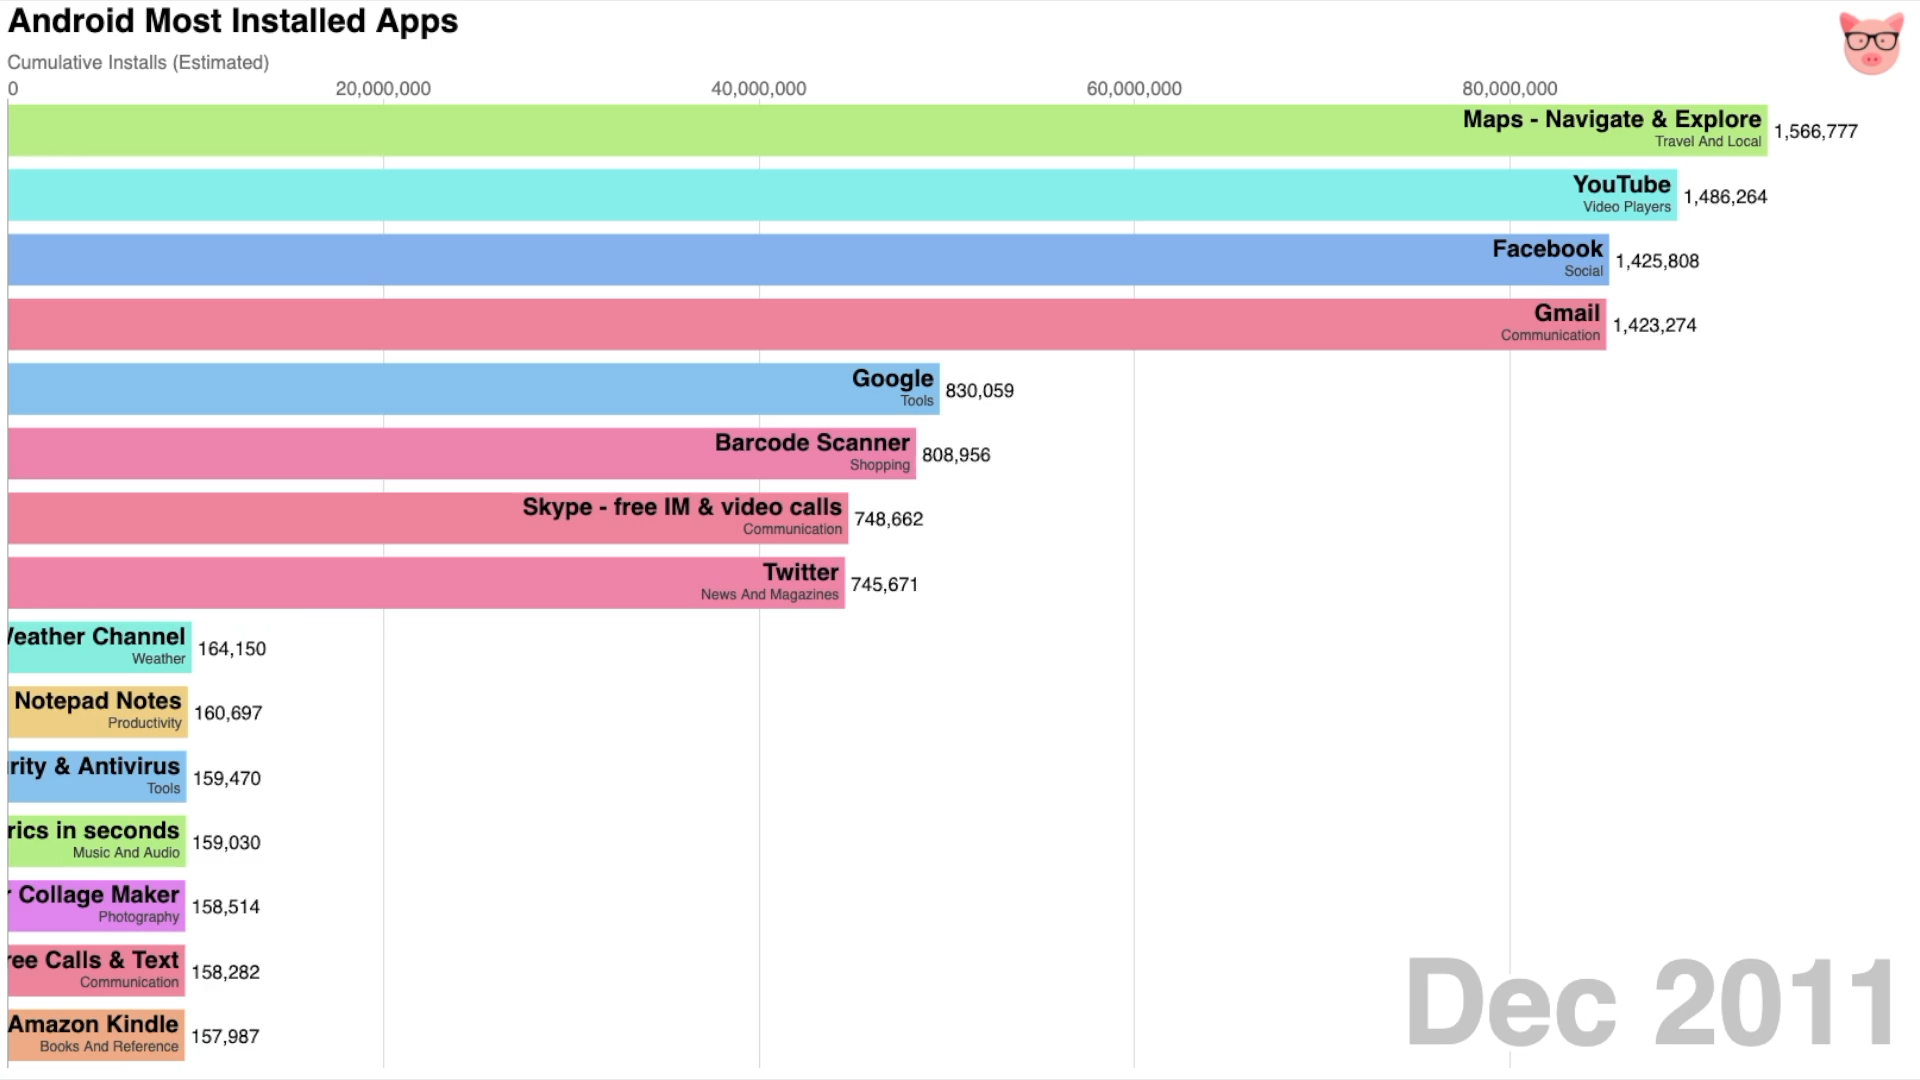 Android Most Installed Apps
Cumulative Installs (Estimated)
0 20,000,000 40,000,000 60,000,000 80,000,000
Maps - Navigate & Explore
Travel And Local
1,566,777
YouTube
Video Players
1,486,264
Facebook
Social
1,425,808
Gmail
Communication
1,423,274
Google
Tools
830,059
Barcode Scanner
Shopping
808,956
Skype - free IM & video calls
Communication
748,662
Twitter
News And Magazines
745,671
Channel
Weather
164,150
Notepad Notes
Productivity
160,697
& Antivirus
Tools
159,470
in seconds
Music And Audio
159,030
Collage Maker
Photography
158,514
Calls & Text
Communication
158,282
Amazon Kindle
Books And Reference
157,987
Dec 2011